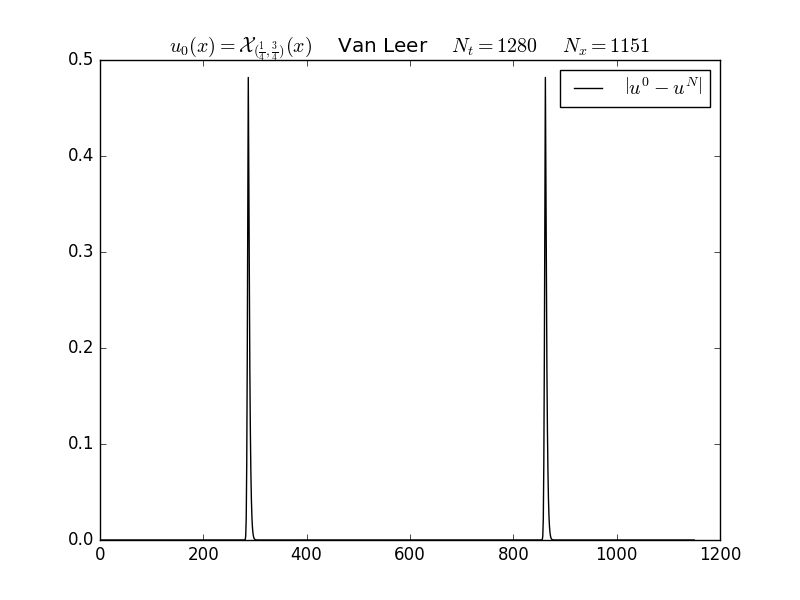 u_0(x) = 𝒳_{(1/4, 3/4)}(x) Van Leer N_t = 1280 N_x = 1151
|u^0 − u^N|
0.5
0.4
0.3
0.2
0.1
0.0
0 200 400 600 800 1000 1200